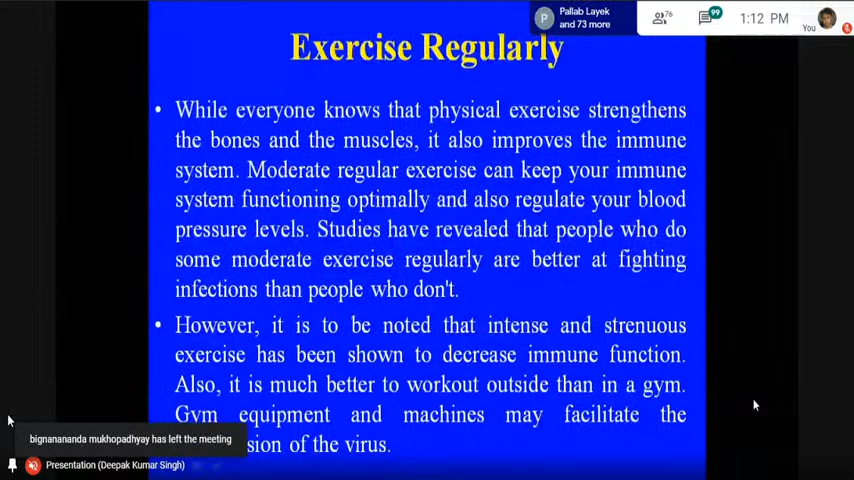 Pallab Layek
and 73 more
P
76
99
1:12 PM
You
Exercise Regularly
• While everyone knows that physical exercise strengthens
the bones and the muscles, it also improves the immune
system. Moderate regular exercise can keep your immune
system functioning optimally and also regulate your blood
pressure levels. Studies have revealed that people who do
some moderate exercise regularly are better at fighting
infections than people who don't.
• However, it is to be noted that intense and strenuous
exercise has been shown to decrease immune function.
Also, it is much better to workout outside than in a gym.
Gym equipment and machines may facilitate the
sion of the virus.
bignanananda mukhopadhyay has left the meeting
Presentation (Deepak Kumar Singh)